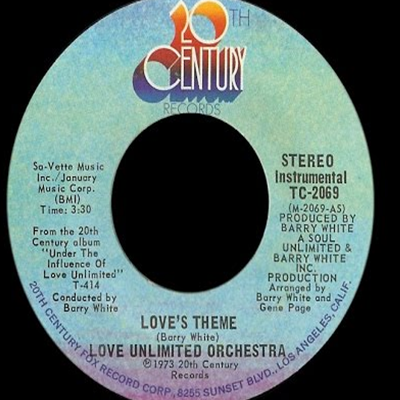 20TH
CENTURY
RECORDS
Sa-Vette Music
Inc./January
Music Corp.
(BMI)
Time: 3:30
From the 20th
Century album
"Under The
Influence Of
Love Unlimited"
T-414
Conducted by
Barry White
STEREO
Instrumental
TC-2069
(M-2069-AS)
PRODUCED BY
BARRY WHITE
A SOUL
UNLIMITED &
BARRY WHITE
INC.
PRODUCTION
Arranged by
Barry White and
Gene Page
LOVE'S THEME
(Barry White)
LOVE UNLIMITED ORCHESTRA
℗1973 20th Century
Records
20TH CENTURY FOX RECORD CORP., 8255 SUNSET BLVD., LOS ANGELES, CALIF.